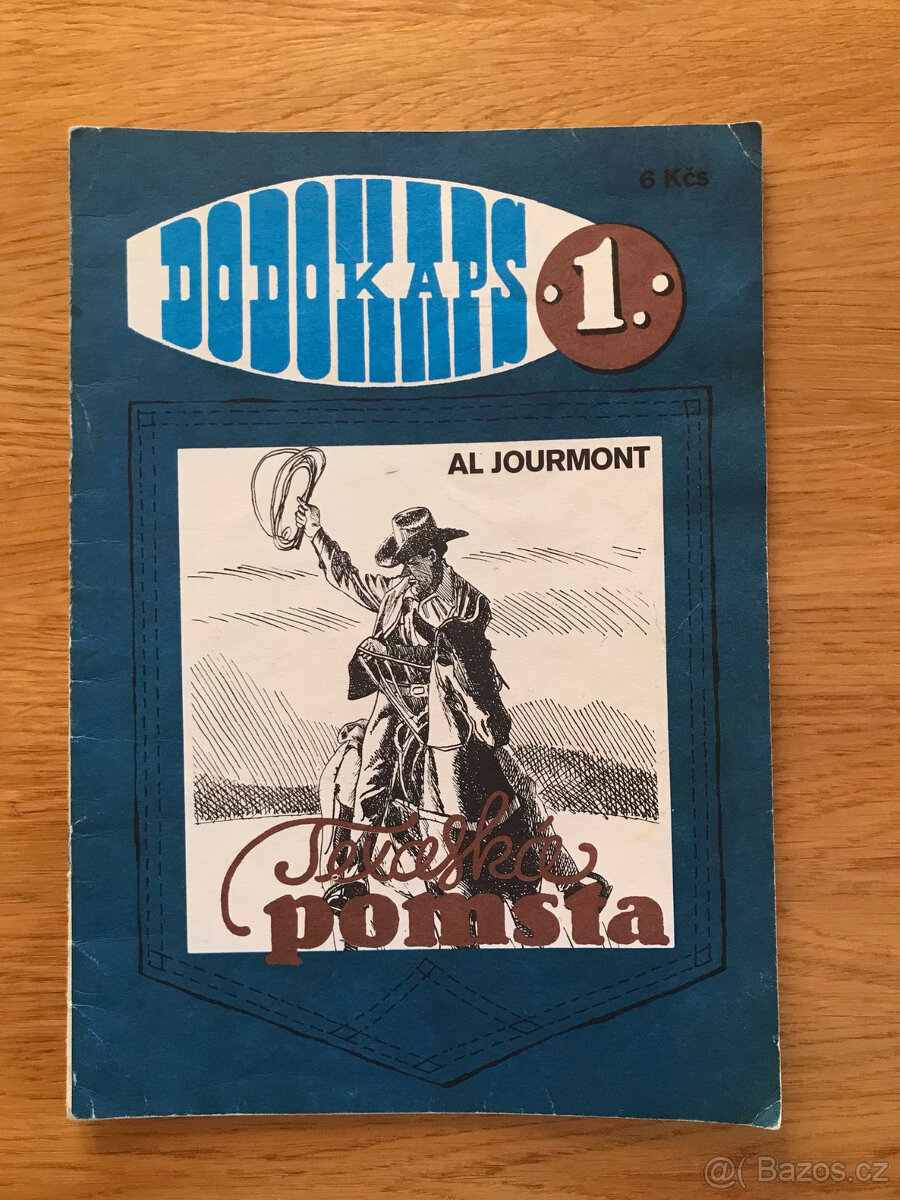 6 Kčs
DODOKAPS
·1.·
AL JOURMONT
Texaská
pomsta
@( Bazos.cz